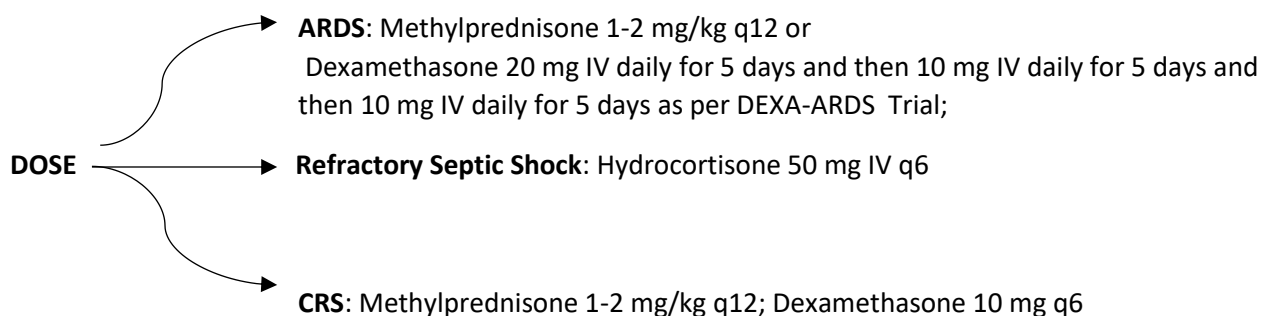 ARDS: Methylprednisone 1-2 mg/kg q12 or
Dexamethasone 20 mg IV daily for 5 days and then 10 mg IV daily for 5 days and
then 10 mg IV daily for 5 days as per DEXA-ARDS Trial;
DOSE
Refractory Septic Shock: Hydrocortisone 50 mg IV q6
CRS: Methylprednisone 1-2 mg/kg q12; Dexamethasone 10 mg q6